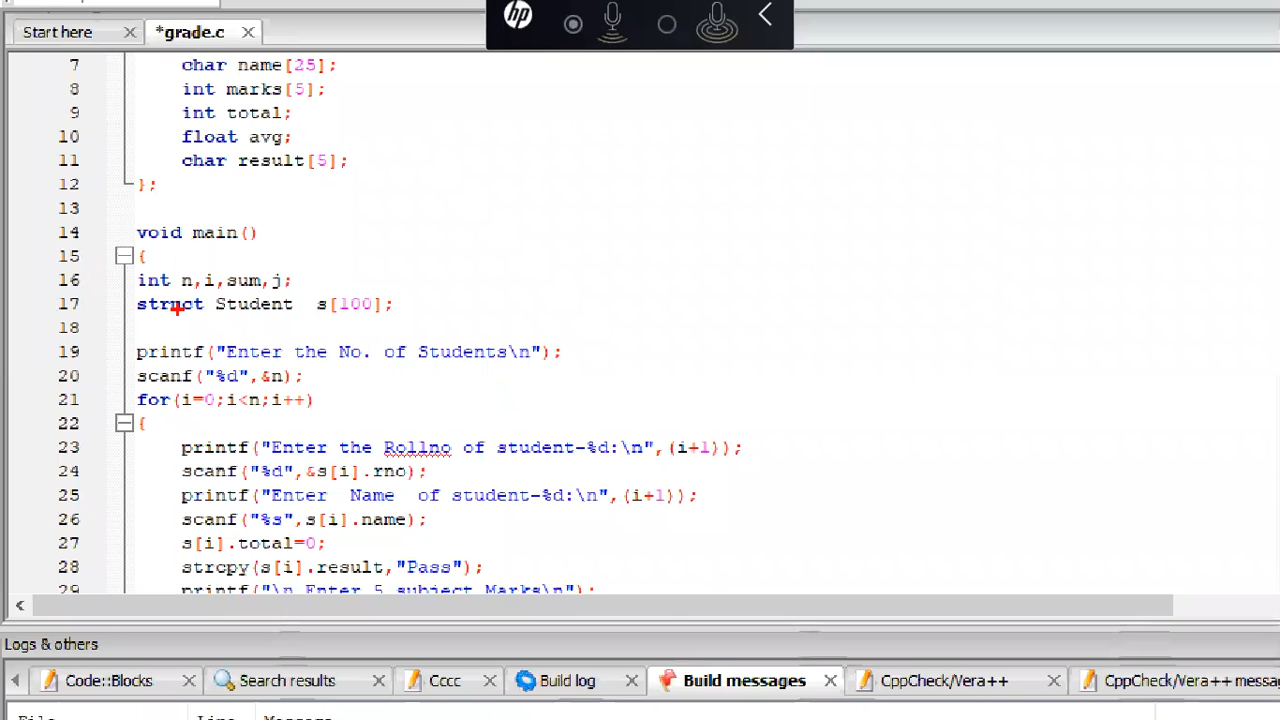 hp
Start here
*grade.c
7 char name[25];
8 int marks[5];
9 int total;
10 float avg;
11 char result[5];
12 };
13
14 void main()
15 {
16 int n,i,sum,j;
17 struct Student  s[100];
18
19 printf("Enter the No. of Students\n");
20 scanf("%d",&n);
21 for(i=0;i<n;i++)
22 {
23 printf("Enter the Rollno of student-%d:\n",(i+1));
24 scanf("%d",&s[i].rno);
25 printf("Enter  Name  of student-%d:\n",(i+1));
26 scanf("%s",s[i].name);
27 s[i].total=0;
28 strcpy(s[i].result,"Pass");
29 printf("\n Enter 5 subject Marks\n");
Logs & others
Code::Blocks
Search results
Cccc
Build log
Build messages
CppCheck/Vera++
CppCheck/Vera++ messag
File Line Message